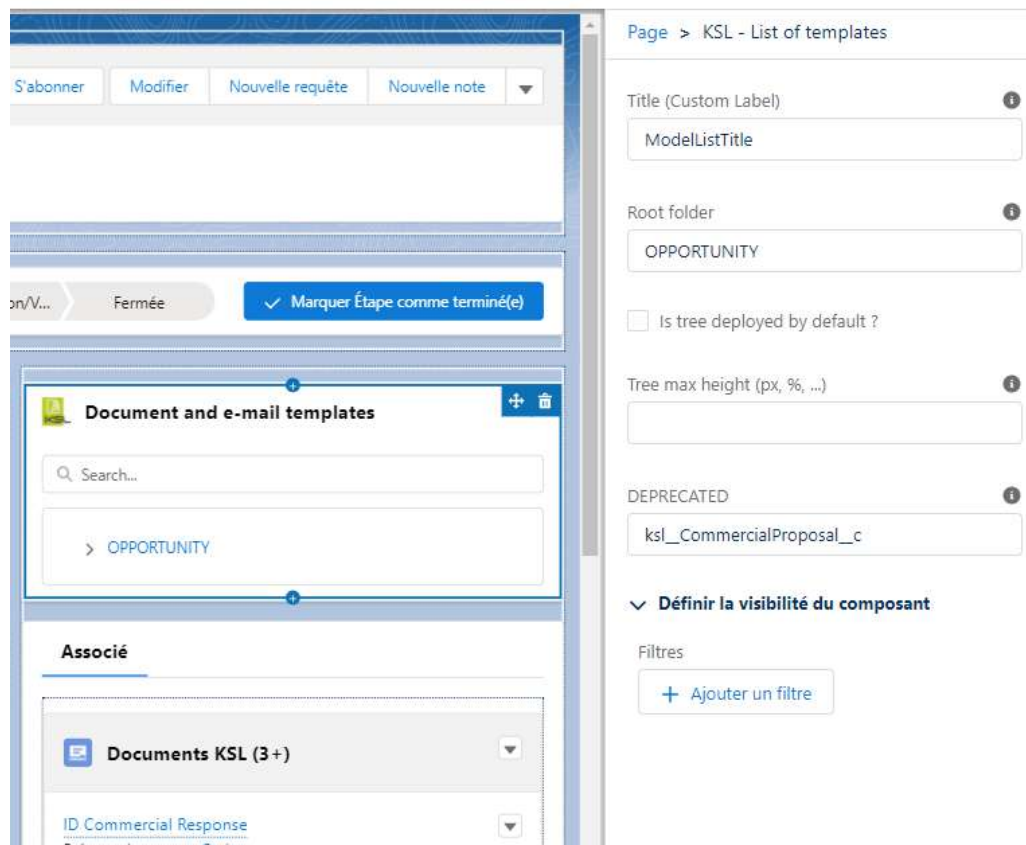 S'abonner
Modifier
Nouvelle requête
Nouvelle note
on/V...
Fermée
Marquer Étape comme terminé(e)
KSL
Document and e-mail templates
Search...
OPPORTUNITY
Associé
Documents KSL (3+)
ID Commercial Response
Page > KSL - List of templates
Title (Custom Label)
ModelListTitle
Root folder
OPPORTUNITY
Is tree deployed by default ?
Tree max height (px, %, ...)
DEPRECATED
ksl__CommercialProposal__c
Définir la visibilité du composant
Filtres
+ Ajouter un filtre